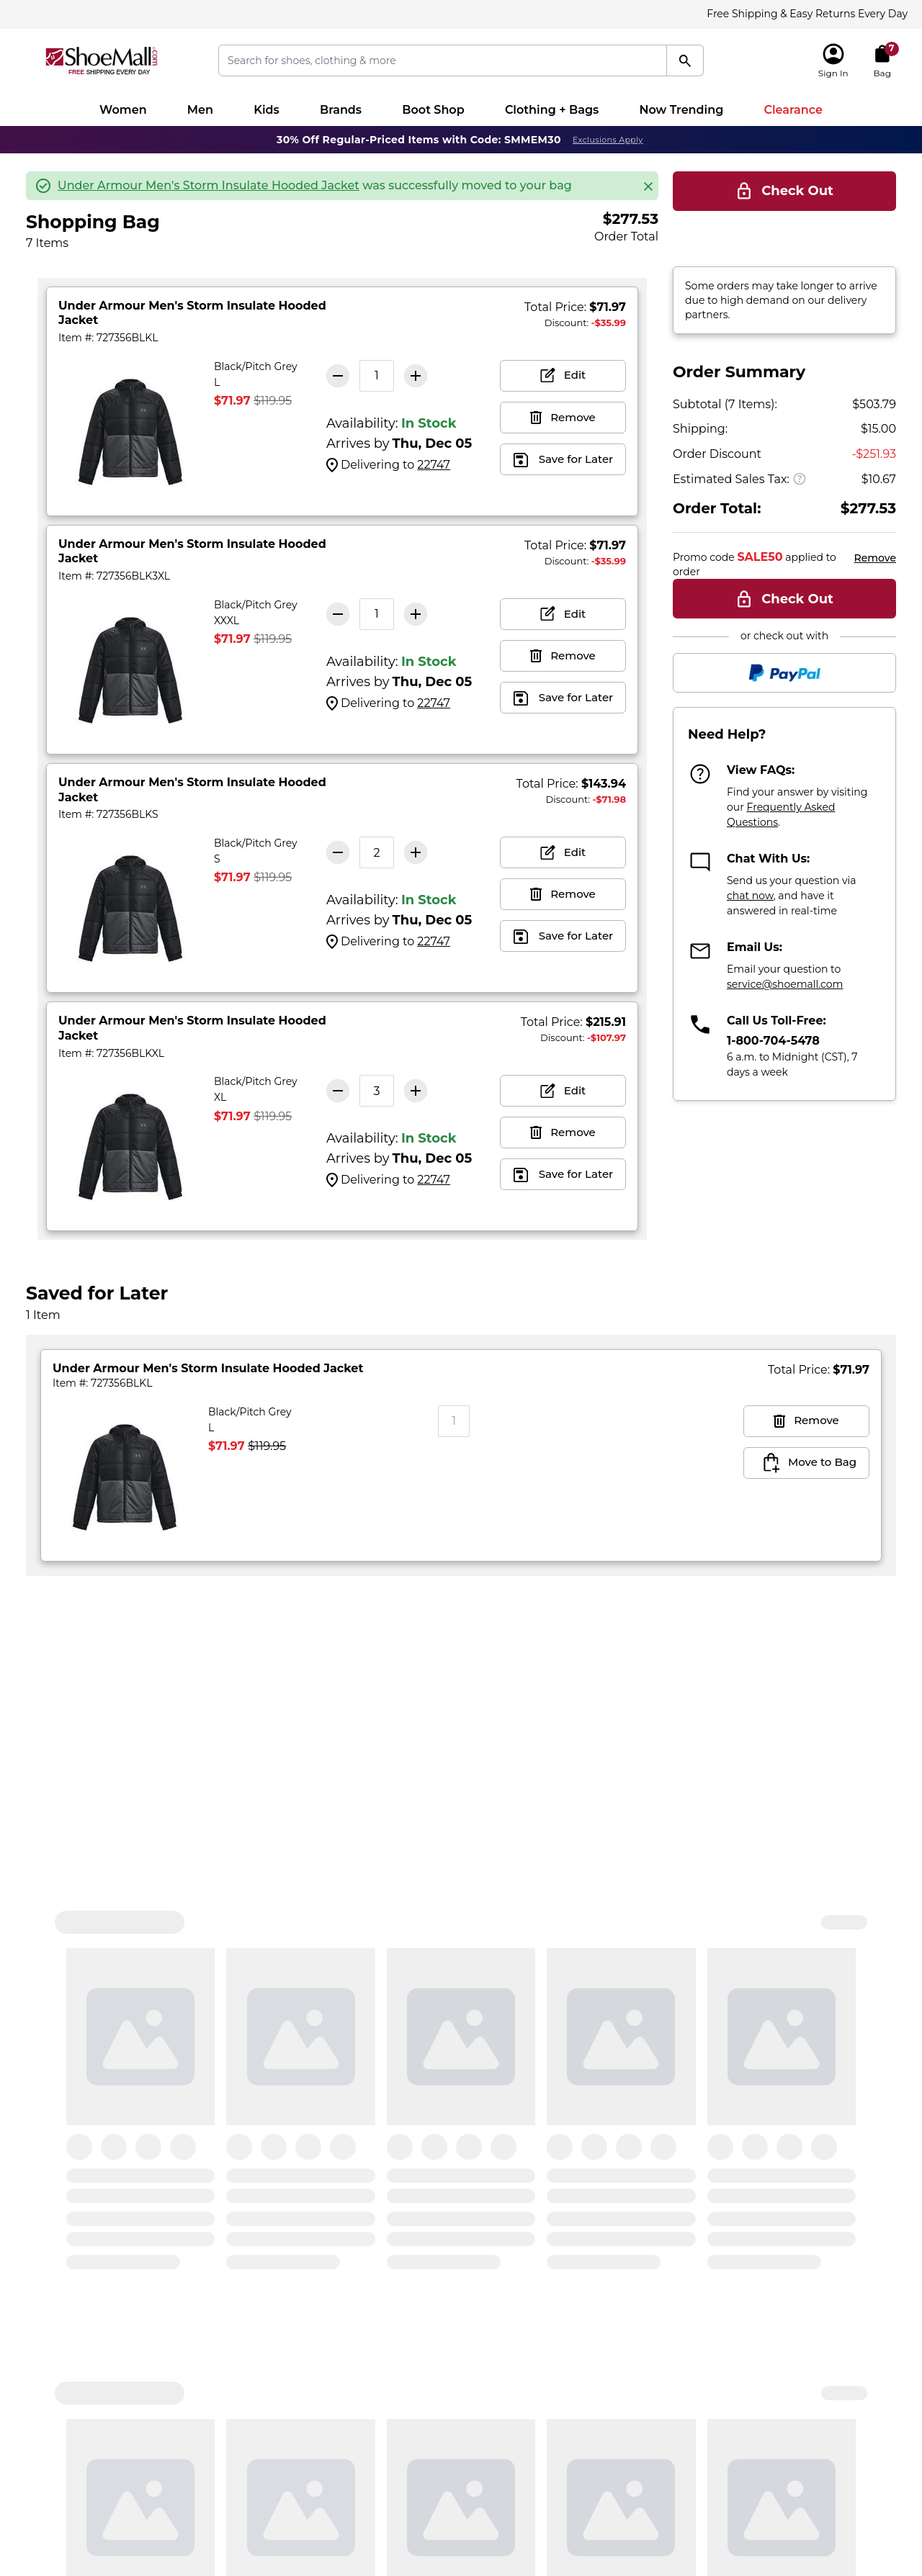 Free Shipping & Easy Returns Every Day
ShoeMall.com
FREE SHIPPING EVERY DAY
Search for shoes, clothing & more
Sign In
7
Bag
Women
Men
Kids
Brands
Boot Shop
Clothing + Bags
Now Trending
Clearance
30% Off Regular-Priced Items with Code: SMMEM30 Exclusions Apply
Under Armour Men's Storm Insulate Hooded Jacket was successfully moved to your bag
Check Out
Shopping Bag
7 Items
$277.53
Order Total
Under Armour Men's Storm Insulate Hooded
Jacket
Item #: 727356BLKL
Total Price: $71.97
Discount: -$35.99
Black/Pitch Grey
L
$71.97 $119.95
1
Availability: In Stock
Arrives by Thu, Dec 05
Delivering to 22747
Edit
Remove
Save for Later
Under Armour Men's Storm Insulate Hooded
Jacket
Item #: 727356BLK3XL
Total Price: $71.97
Discount: -$35.99
Black/Pitch Grey
XXXL
$71.97 $119.95
1
Availability: In Stock
Arrives by Thu, Dec 05
Delivering to 22747
Edit
Remove
Save for Later
Under Armour Men's Storm Insulate Hooded
Jacket
Item #: 727356BLKS
Total Price: $143.94
Discount: -$71.98
Black/Pitch Grey
S
$71.97 $119.95
2
Availability: In Stock
Arrives by Thu, Dec 05
Delivering to 22747
Edit
Remove
Save for Later
Under Armour Men's Storm Insulate Hooded
Jacket
Item #: 727356BLKXL
Total Price: $215.91
Discount: -$107.97
Black/Pitch Grey
XL
$71.97 $119.95
3
Availability: In Stock
Arrives by Thu, Dec 05
Delivering to 22747
Edit
Remove
Save for Later
Some orders may take longer to arrive
due to high demand on our delivery
partners.
Order Summary
Subtotal (7 Items): $503.79
Shipping: $15.00
Order Discount -$251.93
Estimated Sales Tax: $10.67
Order Total: $277.53
Promo code SALE50 applied to
order
Remove
Check Out
or check out with
PayPal
Need Help?
View FAQs:
Find your answer by visiting
our Frequently Asked
Questions.
Chat With Us:
Send us your question via
chat now, and have it
answered in real-time
Email Us:
Email your question to
service@shoemall.com
Call Us Toll-Free:
1-800-704-5478
6 a.m. to Midnight (CST), 7
days a week
Saved for Later
1 Item
Under Armour Men's Storm Insulate Hooded Jacket
Item #: 727356BLKL
Total Price: $71.97
Black/Pitch Grey
L
$71.97 $119.95
1
Remove
Move to Bag